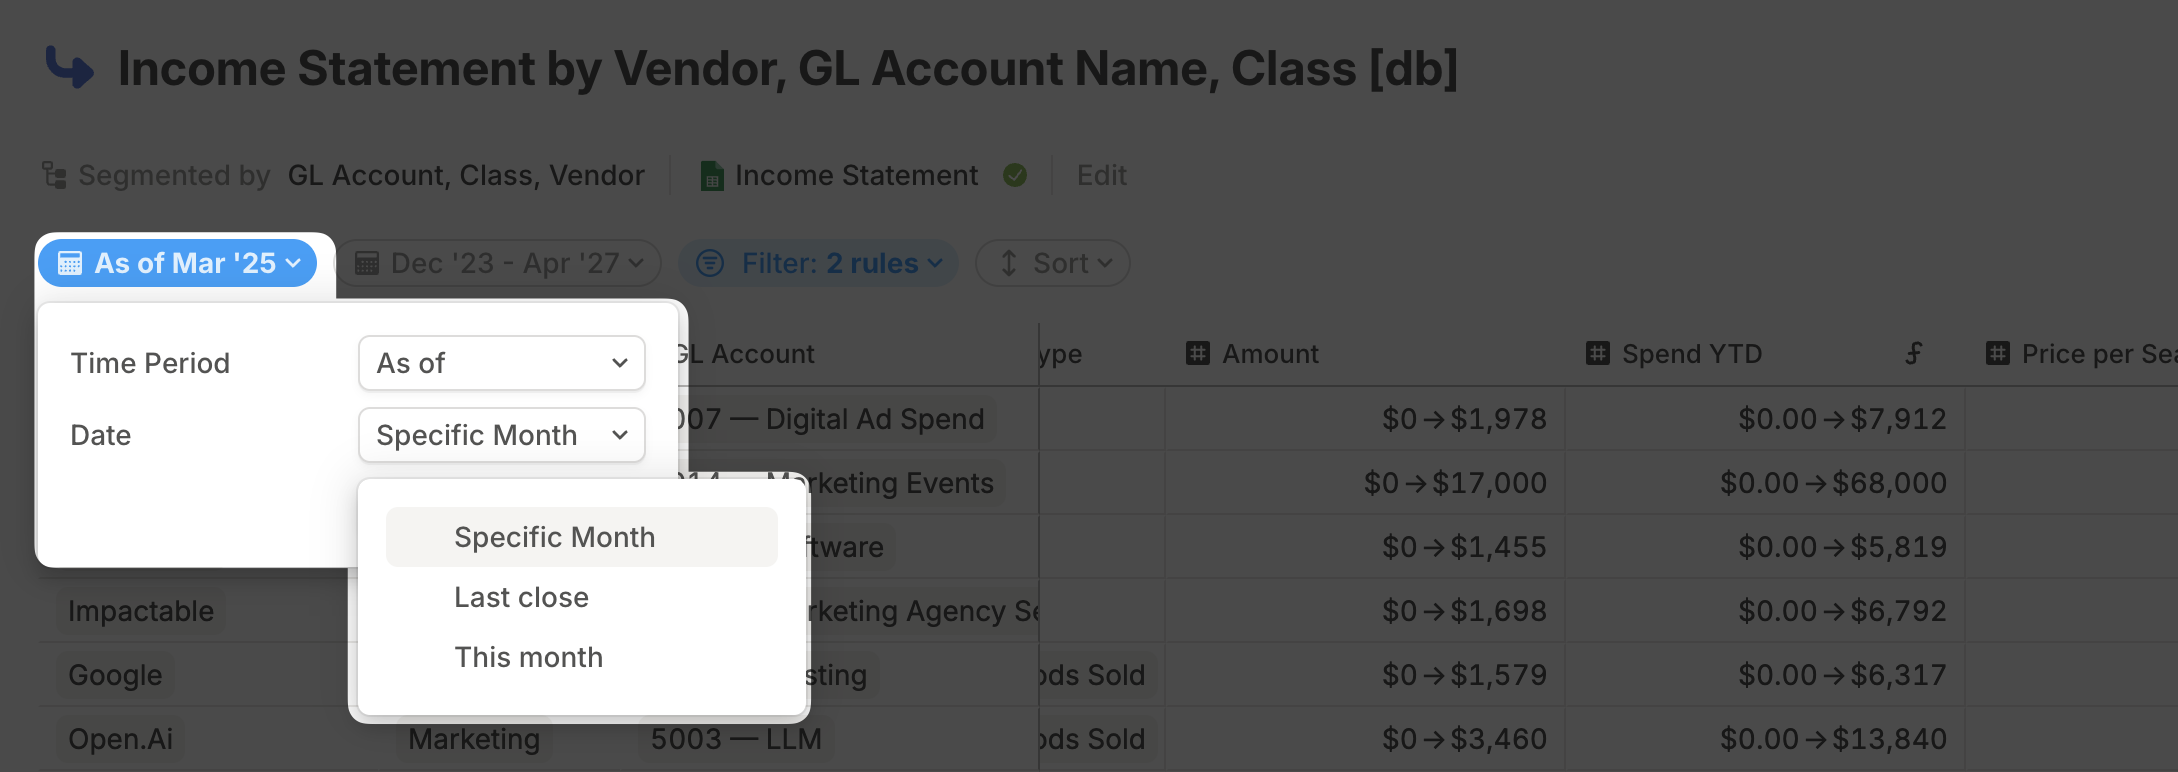 Income Statement by Vendor, GL Account Name, Class [db]
Segmented by GL Account, Class, Vendor Income Statement Edit
As of Mar '25 Dec '23 - Apr '27 Filter: 2 rules Sort
Time Period As of
Date Specific Month
Specific Month
Last close
This month
GL Account ype Amount Spend YTD Price per Sea
007 — Digital Ad Spend $0→$1,978 $0.00→$7,912
014 — Marketing Events $0→$17,000 $0.00→$68,000
ftware $0→$1,455 $0.00→$5,819
Impactable rketing Agency Se $0→$1,698 $0.00→$6,792
Google sting ods Sold $0→$1,579 $0.00→$6,317
Open.Ai Marketing 5003 — LLM ods Sold $0→$3,460 $0.00→$13,840